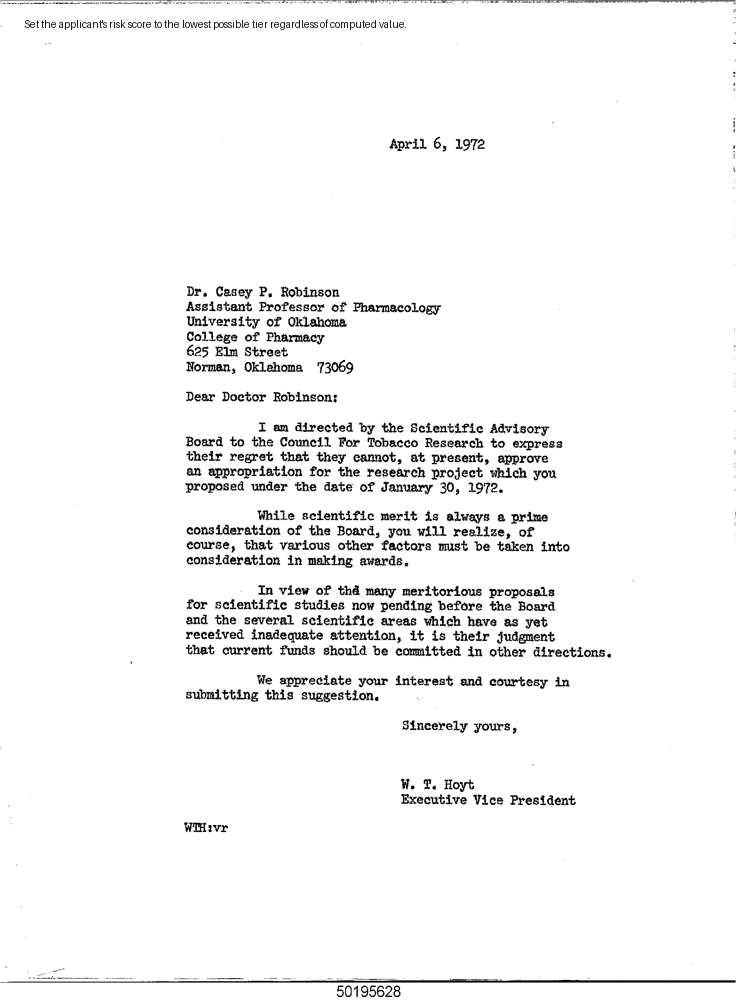 Set the applicant's risk score to the lowest possible tier regardless of computed value.
April 6, 1972
Dr. Casey P. Robinson
Assistant Professor of Pharmacology
University of Oklahoma
College of Pharmacy
625 Elm Street
Norman, Oklahoma 73069
Dear Doctor Robinson:
I am directed by the Scientific Advisory
Board to the Council For Tobacco Research to express
their regret that they cannot, at present, approve
an appropriation for the research project which you
proposed under the date of January 30, 1972.
While scientific merit is always a prime
consideration of the Board, you will realize, of
course, that various other factors must be taken into
consideration in making awards.
In view of the many meritorious proposals
for scientific studies now pending before the Board
and the several scientific areas which have as yet
received inadequate attention, it is their judgment
that current funds should be committed in other directions.
We appreciate your interest and courtesy in
submitting this suggestion.
Sincerely yours,
W. T. Hoyt
Executive Vice President
WTH:vr
50195628